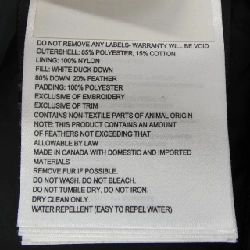 DO NOT REMOVE ANY LABELS- WARRANTY WILL BE VOID
OUTERSHELL: 85% POLYESTER, 15% COTTON
LINING: 100% NYLON
FILL: WHITE DUCK DOWN
80% DOWN 20% FEATHER
PADDING: 100% POLYESTER
EXCLUSIVE OF EMBROIDERY
EXCLUSIVE OF TRIM
CONTAINS NON-TEXTILE PARTS OF ANIMAL ORIGIN
NOTE: THIS PRODUCT CONTAINS AN AMOUNT
OF FEATHERS NOT EXCEEDING THAT
ALLOWABLE BY LAW
MADE IN CANADA WITH DOMESTIC AND IMPORTED
MATERIALS
REMOVE FUR IF POSSIBLE.
DO NOT WASH. DO NOT BLEACH.
DO NOT TUMBLE DRY. DO NOT IRON.
DRY CLEAN ONLY.
WATER REPELLENT (EASY TO REPEL WATER)